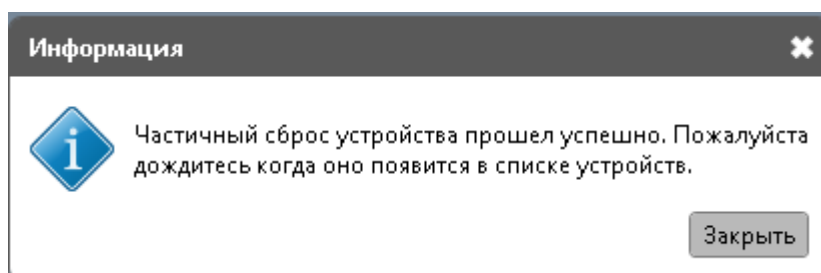 Информация
Частичный сброс устройства прошел успешно. Пожалуйста
дождитесь когда оно появится в списке устройств.
Закрыть